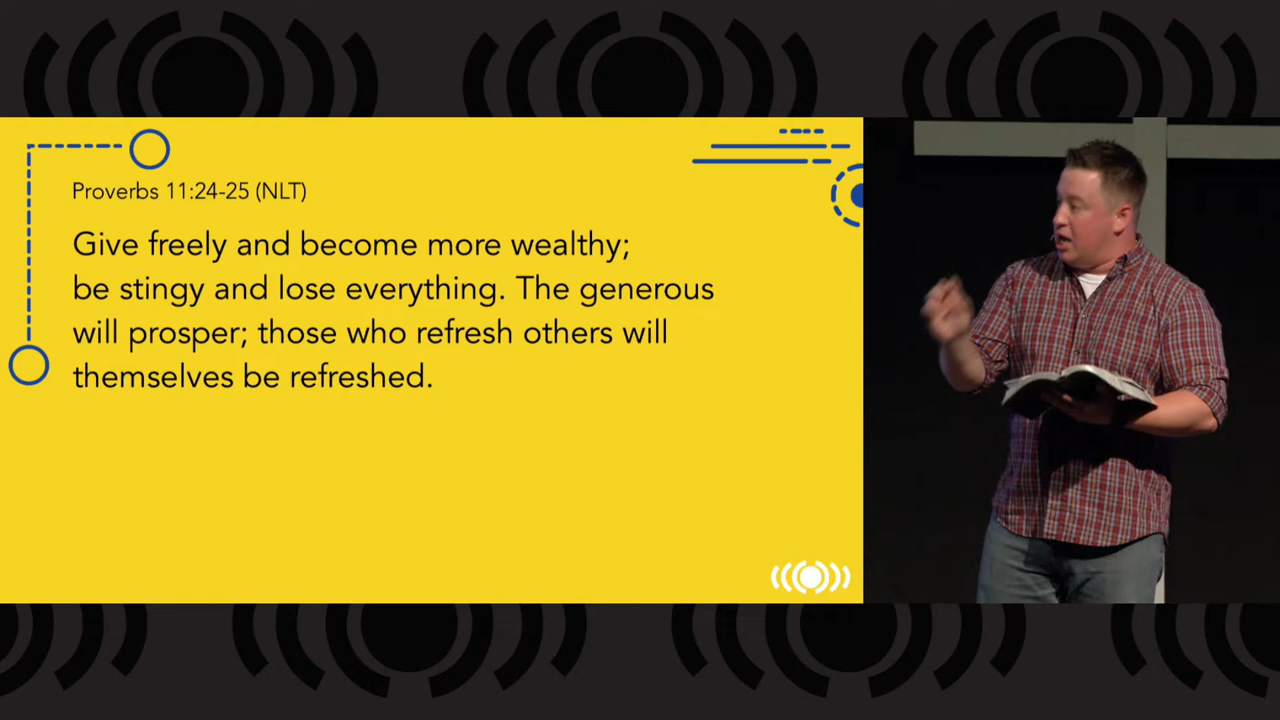 Proverbs 11:24-25 (NLT)
Give freely and become more wealthy;
be stingy and lose everything. The generous
will prosper; those who refresh others will
themselves be refreshed.